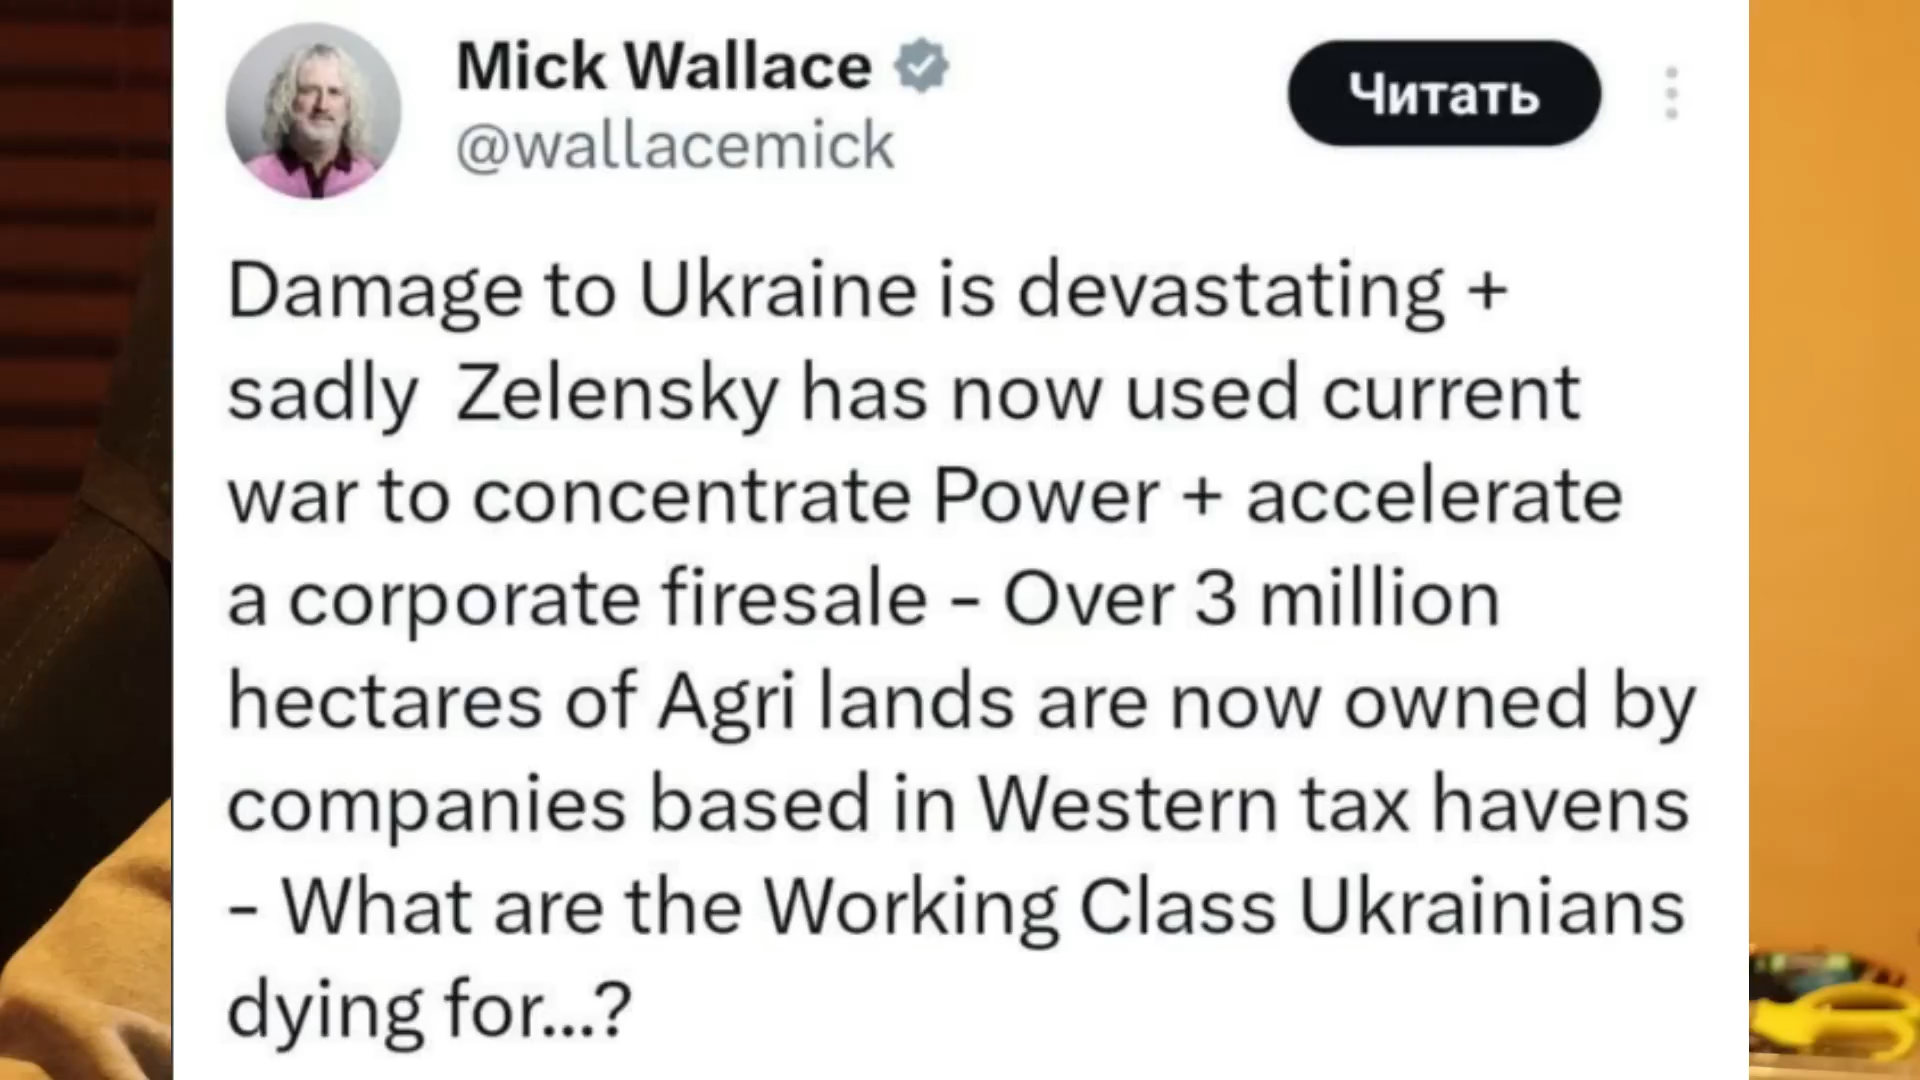 Mick Wallace
@wallacemick
Читать
Damage to Ukraine is devastating +
sadly  Zelensky has now used current
war to concentrate Power + accelerate
a corporate firesale - Over 3 million
hectares of Agri lands are now owned by
companies based in Western tax havens
- What are the Working Class Ukrainians
dying for...?